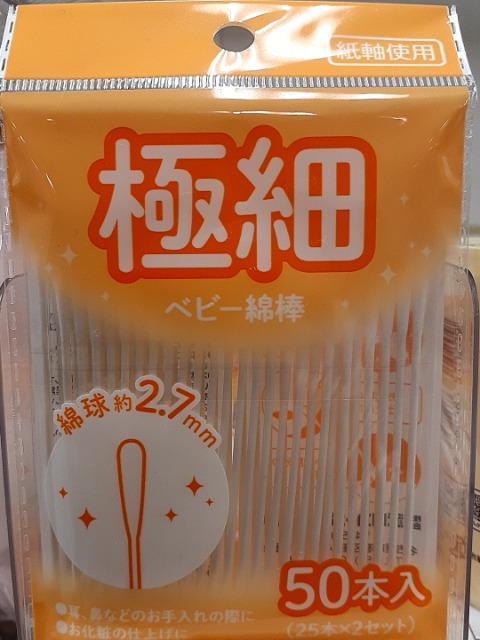 紙軸使用
極細
ベビー綿棒
綿球約2.7mm
50本入
(25本×2セット)
●耳、鼻などのお手入れの際に
●お化粧の仕上げに